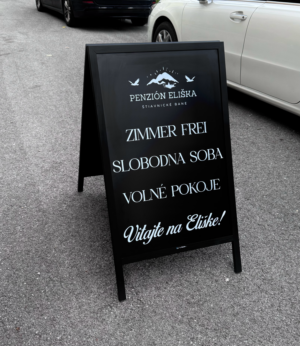 PENZIÓN ELIŠKA
ŠTIAVNICKÉ BANE
ZIMMER FREI
SLOBODNA SOBA
VOLNÉ POKOJE
Vitajte na Eliške!